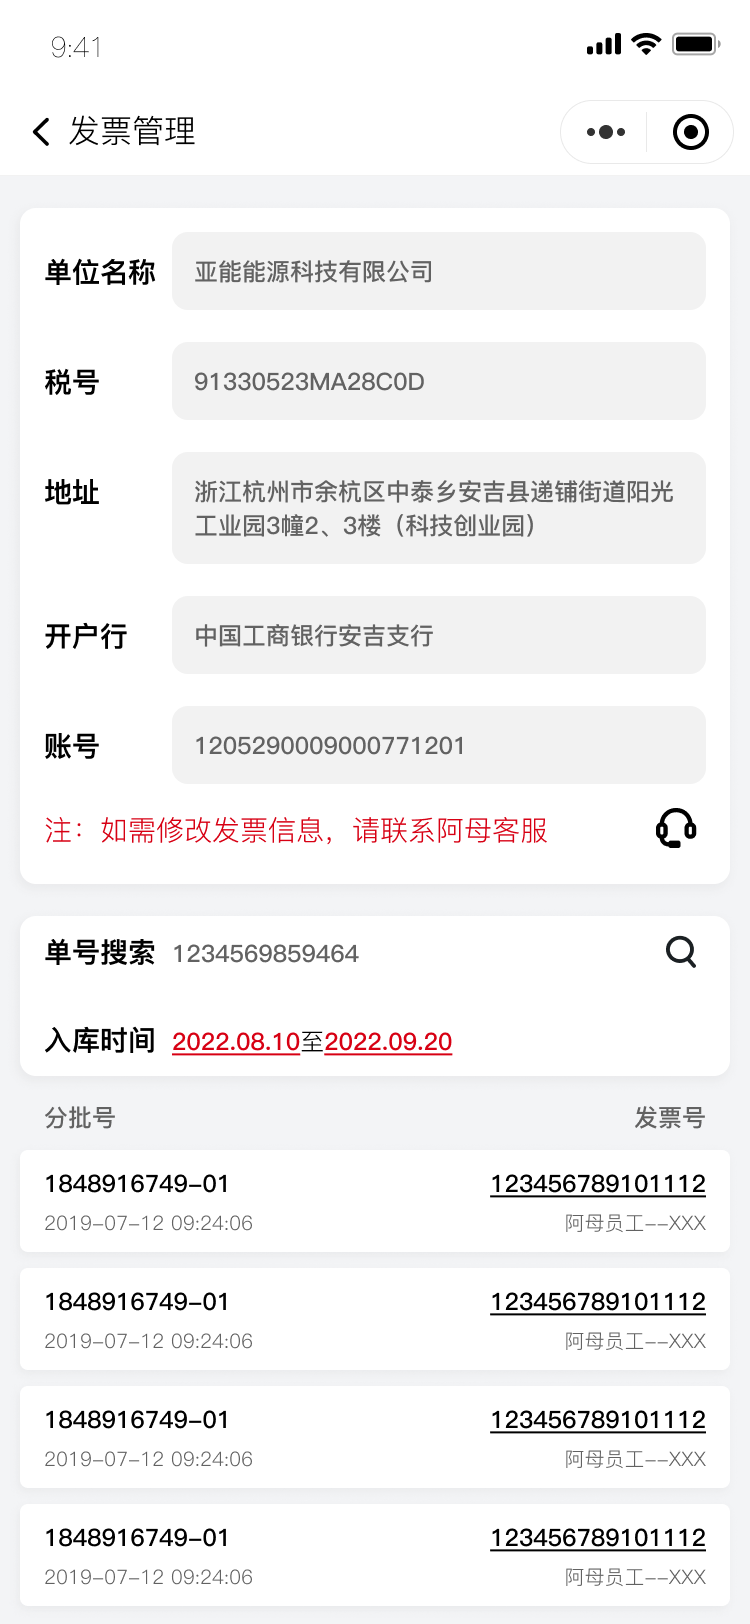 9:41
发票管理
单位名称 亚能能源科技有限公司
税号 91330523MA28C0D
地址 浙江杭州市余杭区中泰乡安吉县递铺街道阳光
工业园3幢2、3楼（科技创业园）
开户行 中国工商银行安吉支行
账号 1205290009000771201
注：如需修改发票信息，请联系阿母客服
单号搜索 1234569859464
入库时间 2022.08.10至2022.09.20
分批号 发票号
1848916749-01 123456789101112
2019-07-12 09:24:06 阿母员工--XXX
1848916749-01 123456789101112
2019-07-12 09:24:06 阿母员工--XXX
1848916749-01 123456789101112
2019-07-12 09:24:06 阿母员工--XXX
1848916749-01 123456789101112
2019-07-12 09:24:06 阿母员工--XXX